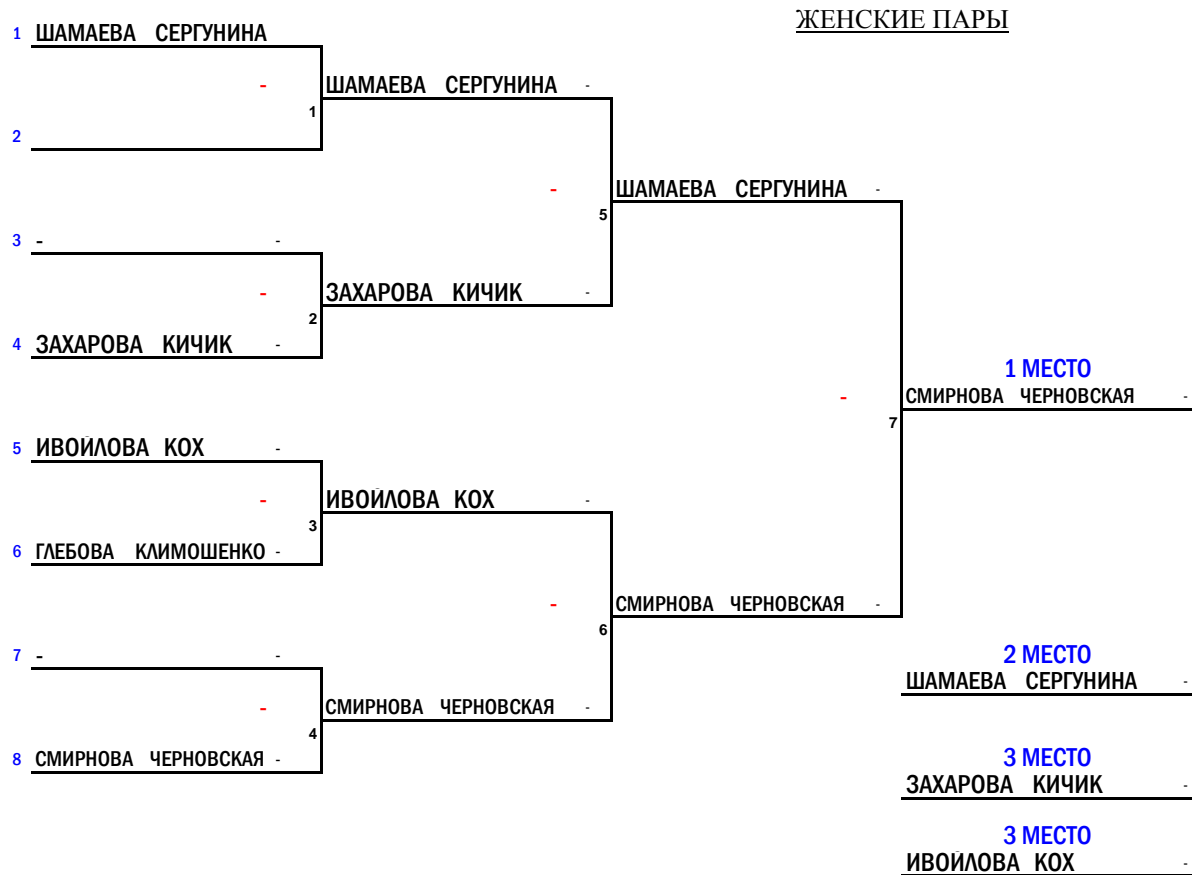 ЖЕНСКИЕ ПАРЫ
1 ШАМАЕВА СЕРГУНИНА
- ШАМАЕВА СЕРГУНИНА -
1
2
- ШАМАЕВА СЕРГУНИНА -
5
3 - -
- ЗАХАРОВА КИЧИК -
2
4 ЗАХАРОВА КИЧИК -
1 МЕСТО
- СМИРНОВА ЧЕРНОВСКАЯ -
7
5 ИВОЙЛОВА КОХ -
- ИВОЙЛОВА КОХ -
3
6 ГЛЕБОВА КЛИМОШЕНКО -
- СМИРНОВА ЧЕРНОВСКАЯ -
6
7 - -
2 МЕСТО
ШАМАЕВА СЕРГУНИНА -
- СМИРНОВА ЧЕРНОВСКАЯ -
4
8 СМИРНОВА ЧЕРНОВСКАЯ -
3 МЕСТО
ЗАХАРОВА КИЧИК -
3 МЕСТО
ИВОЙЛОВА КОХ -